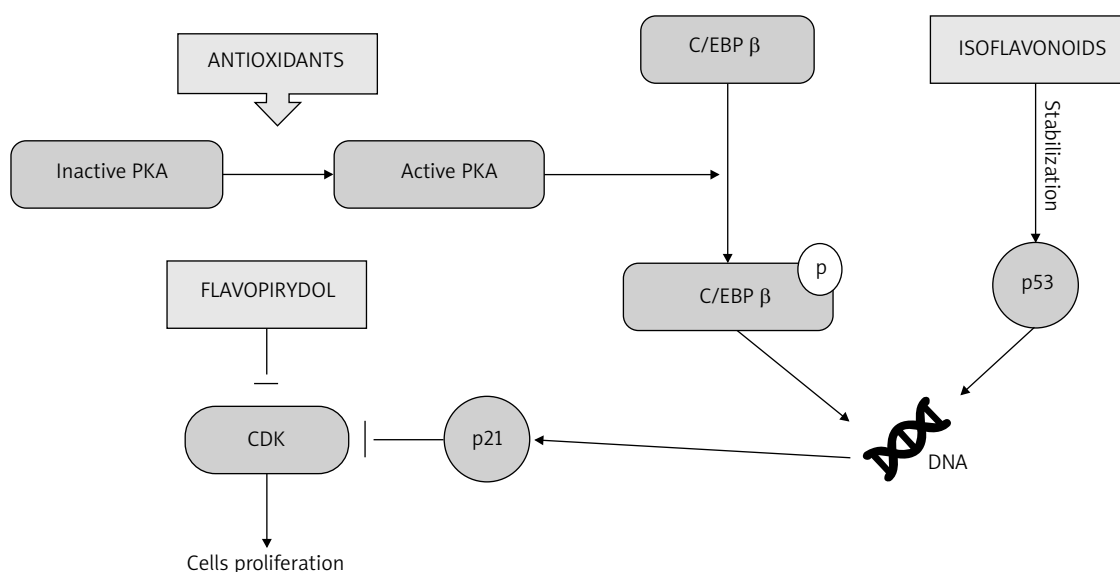 C/EBP β
ISOFLAVONOIDS
ANTIOXIDANTS
Stabilization
Inactive PKA
Active PKA
p
C/EBP β
p53
FLAVOPIRYDOL
CDK
p21
DNA
Cells proliferation